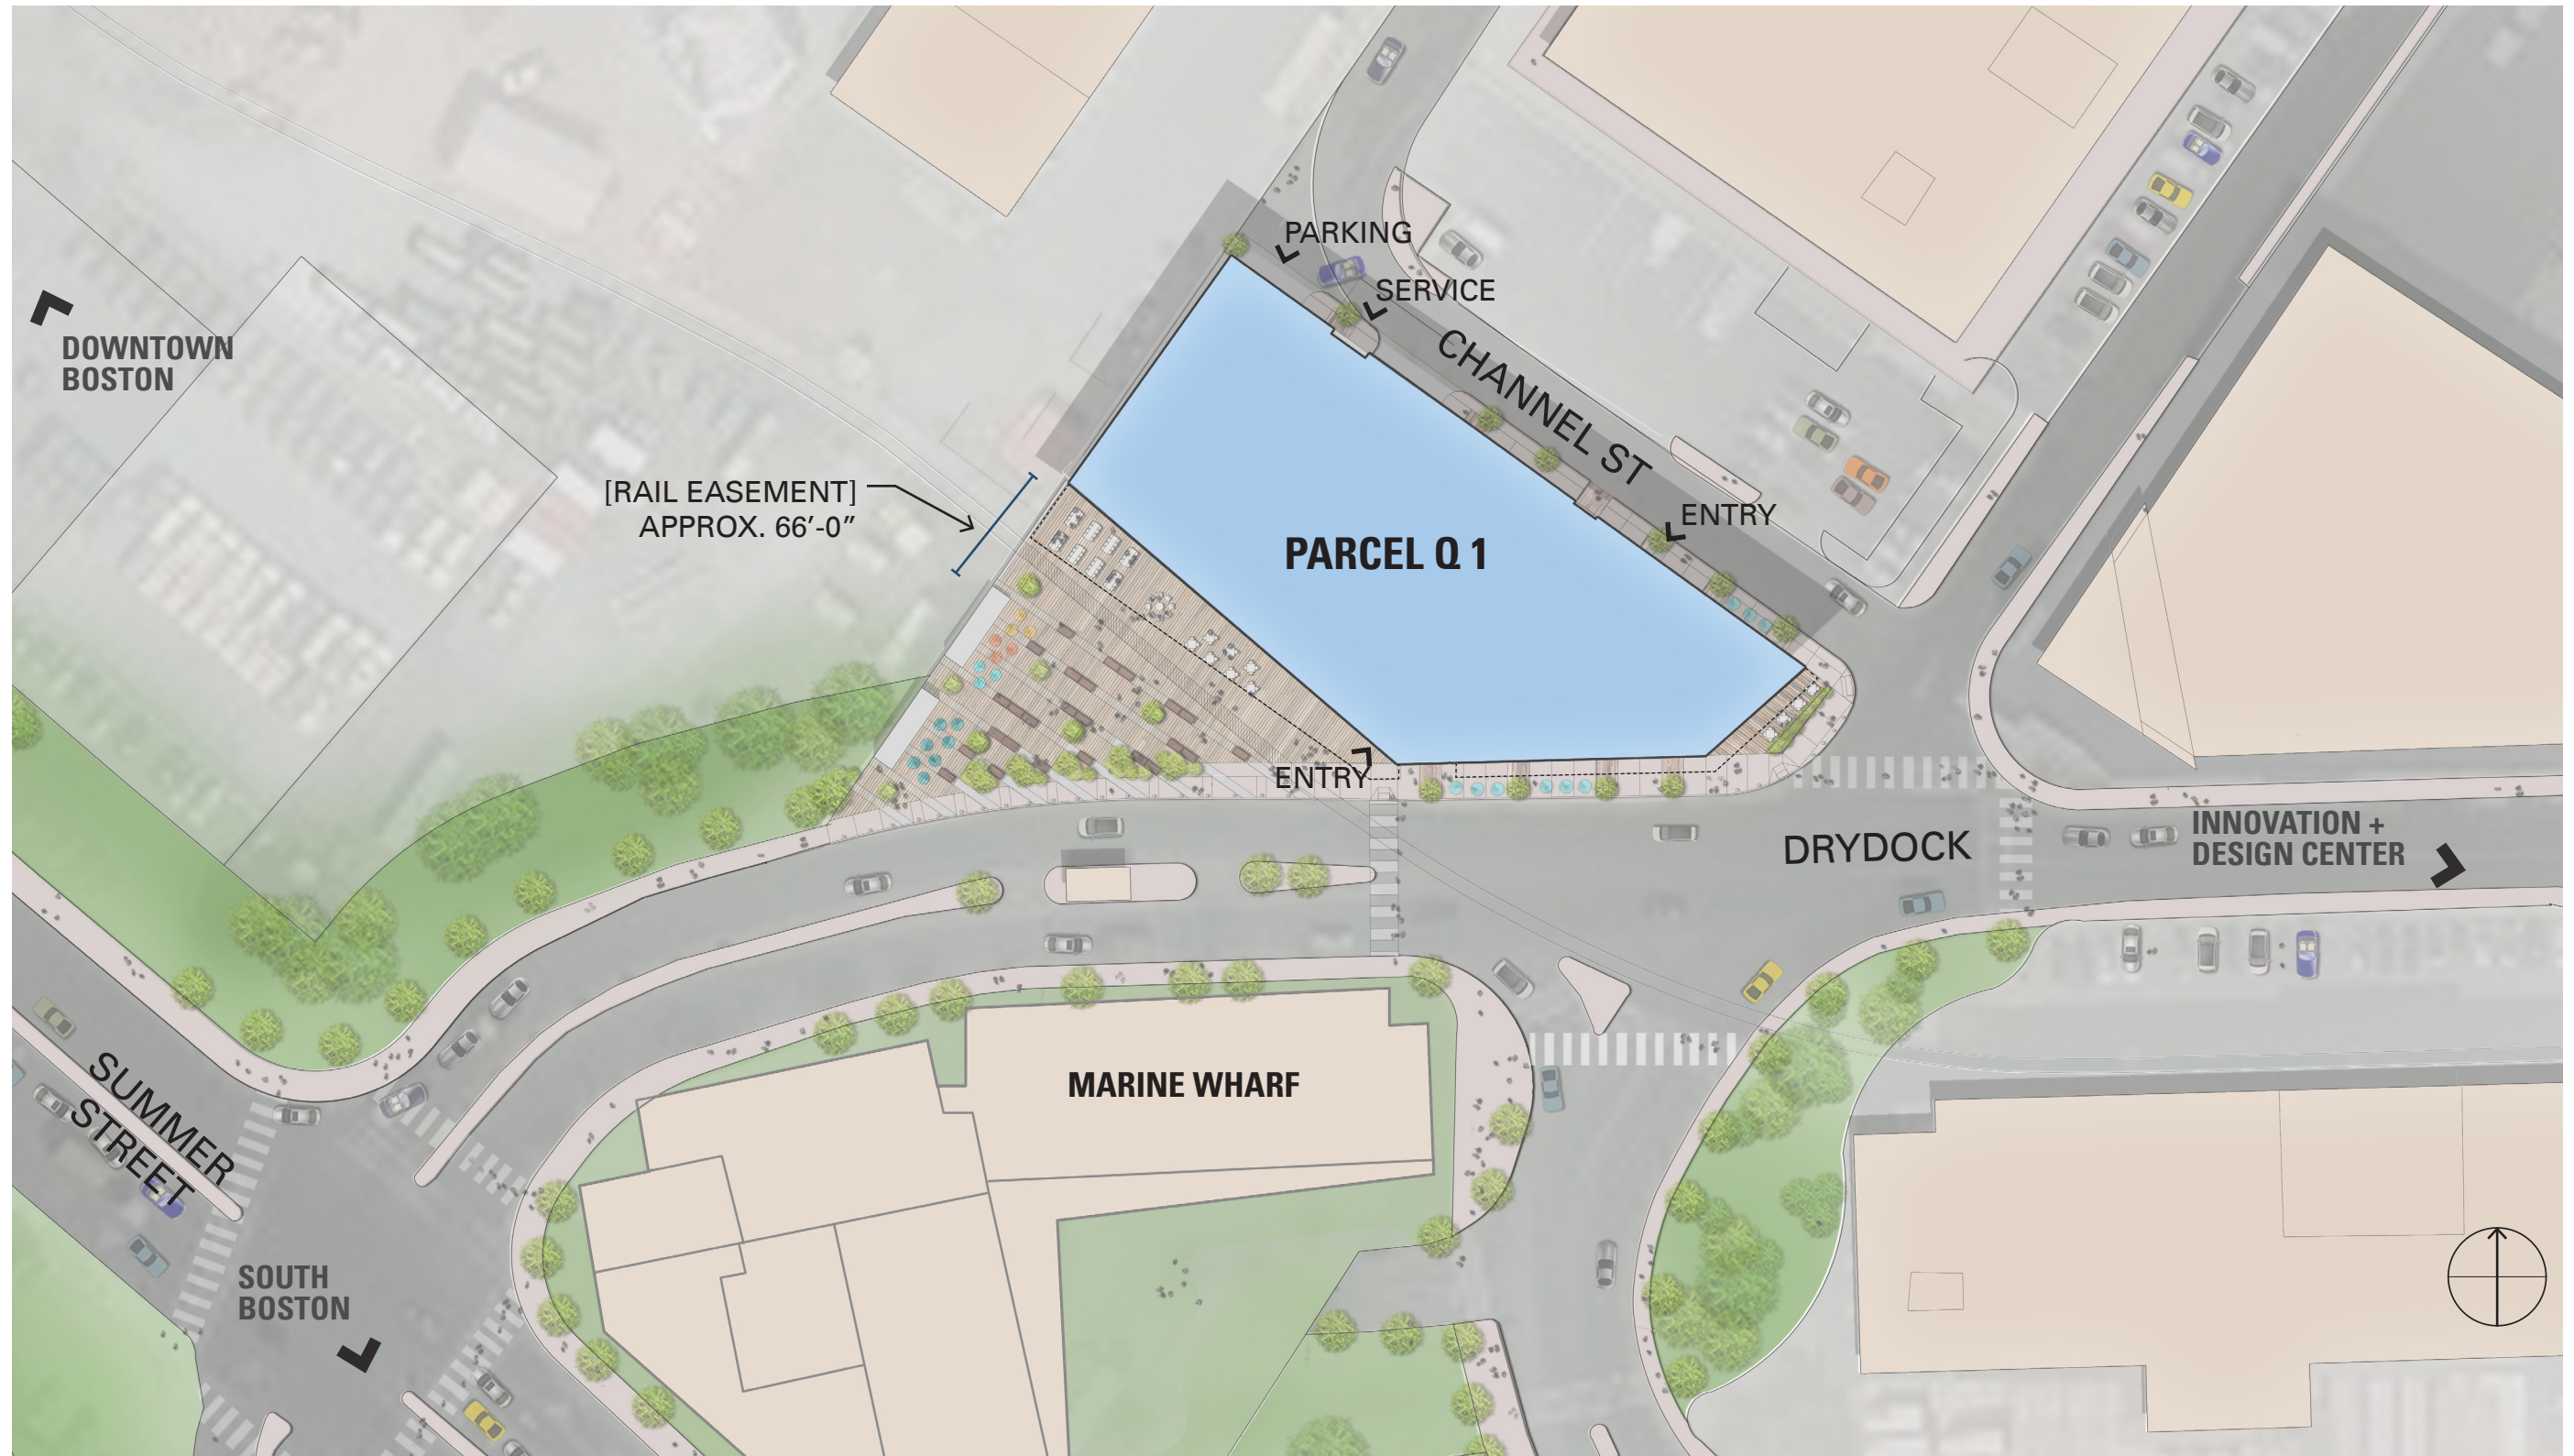 PARKING
SERVICE
CHANNEL ST
DOWNTOWN
BOSTON
[RAIL EASEMENT]
APPROX. 66'-0"
ENTRY
PARCEL Q 1
ENTRY
DRYDOCK
INNOVATION +
DESIGN CENTER
MARINE WHARF
SUMMER
STREET
SOUTH
BOSTON